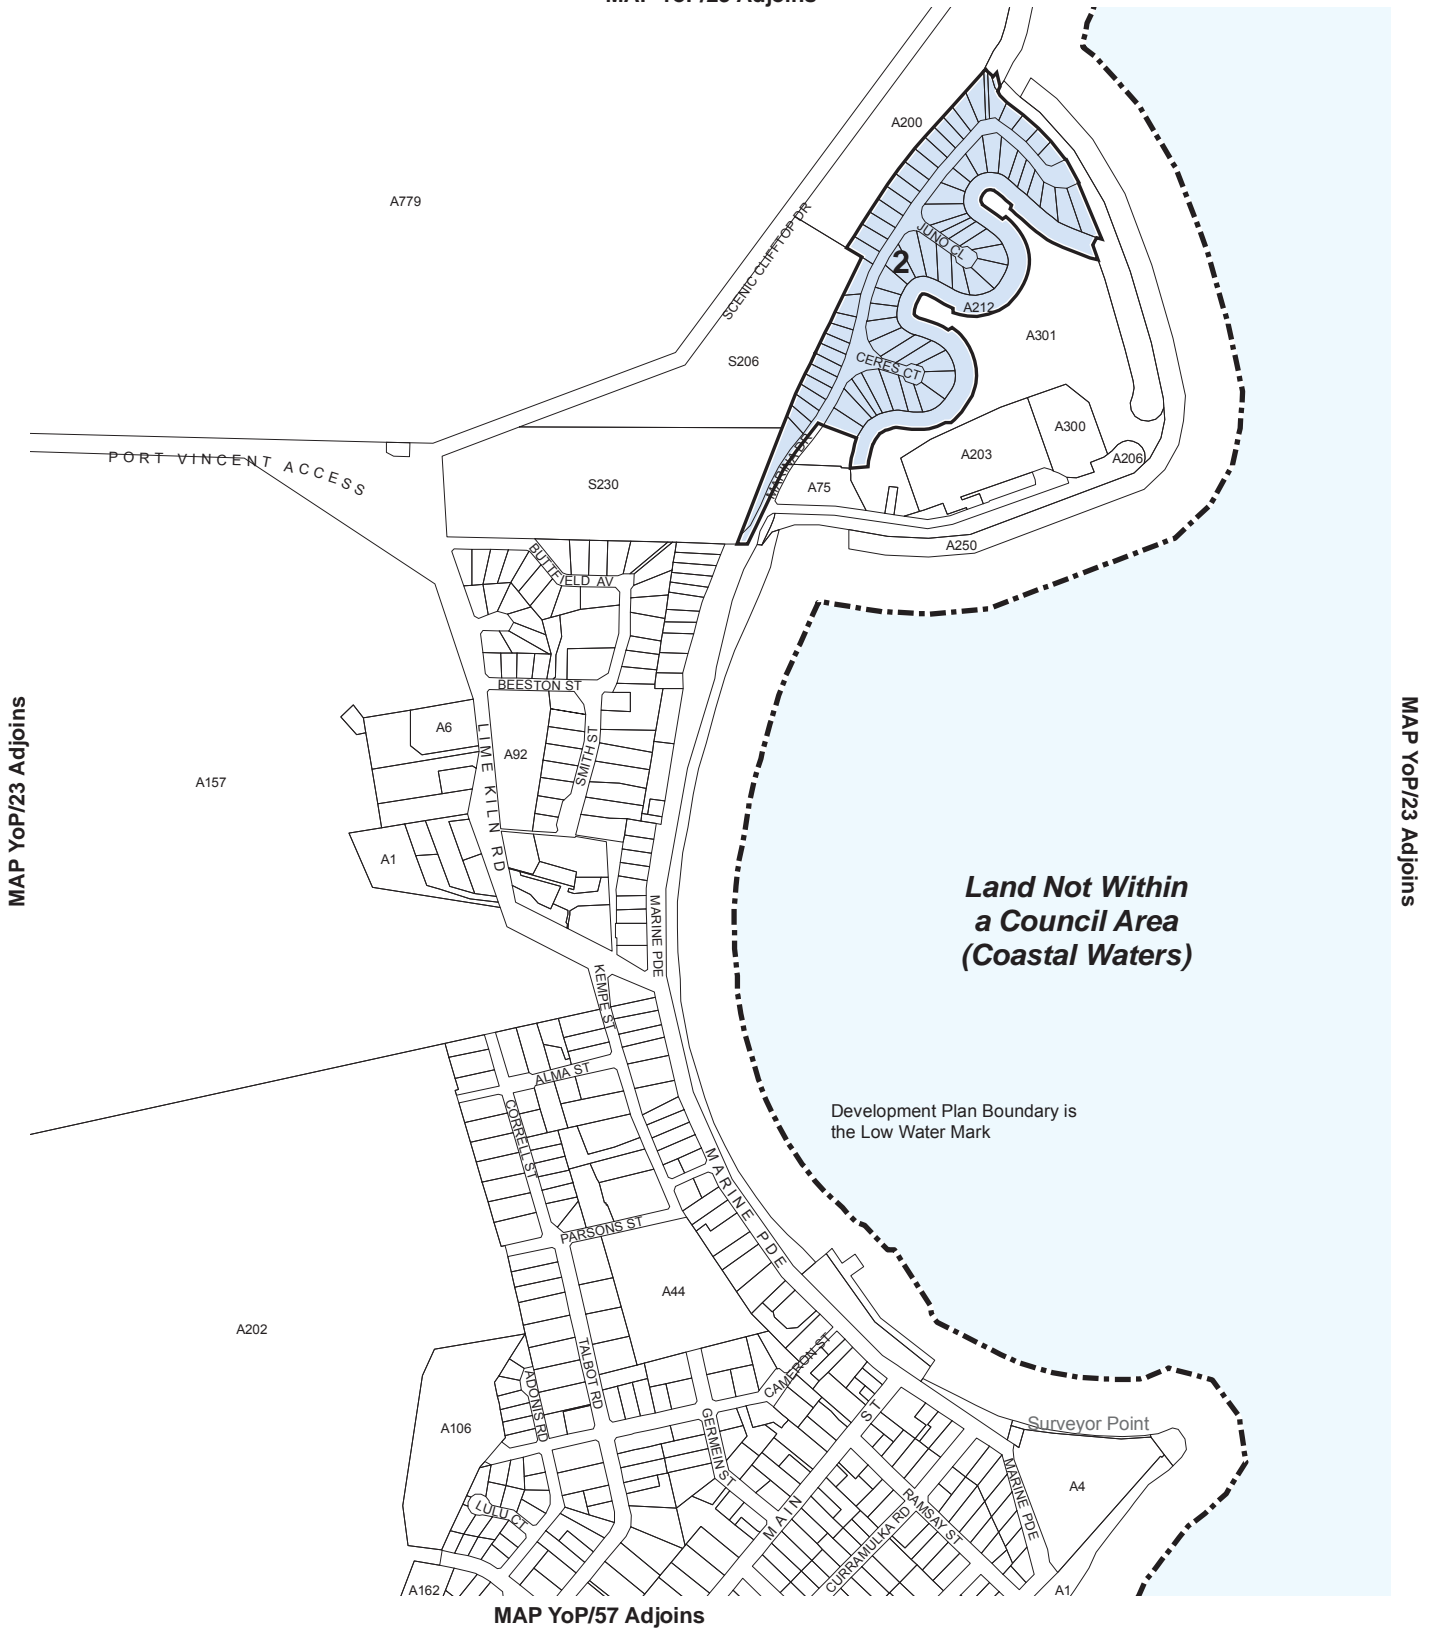 A200
A779
JUNO CL
SCENIC CLIFFTOP DR
2
A212
A301
S206
CERES CT
A300
PORT VINCENT ACCESS
A203
A206
MARINA DR
S230
A75
A250
BUTTFIELD AV
BEESTON ST
MAP YoP/23 Adjoins
MAP YoP/23 Adjoins
A6
LIME KILN RD
A92
SMITH ST
A157
A1
Land Not Within
a Council Area
(Coastal Waters)
MARINE PDE
KEMPE ST
ALMA ST
CORRELL ST
Development Plan Boundary is
the Low Water Mark
MARINE PDE
PARSONS ST
A44
A202
TALBOT RD
CAMERON ST
ADONIS RD
A106
GERMEIN ST
MAIN ST
Surveyor Point
MARINE PDE
A4
LULU CT
RAMSAY ST
CURRAMULKA RD
A162
A1
MAP YoP/57 Adjoins